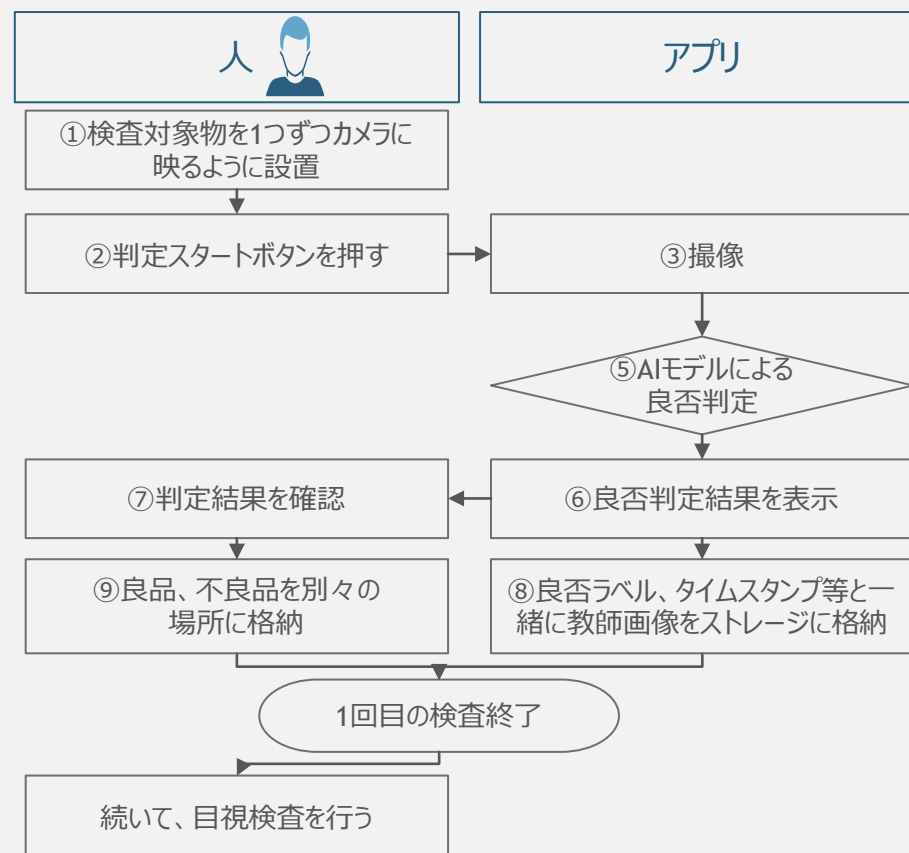 人
アプリ
①検査対象物を1つずつカメラに
映るように設置
②判定スタートボタンを押す
③撮像
⑤AIモデルによる
良否判定
⑦判定結果を確認
⑥良否判定結果を表示
⑨良品、不良品を別々の
場所に格納
⑧良否ラベル、タイムスタンプ等と一
緒に教師画像をストレージに格納
1回目の検査終了
続いて、目視検査を行う